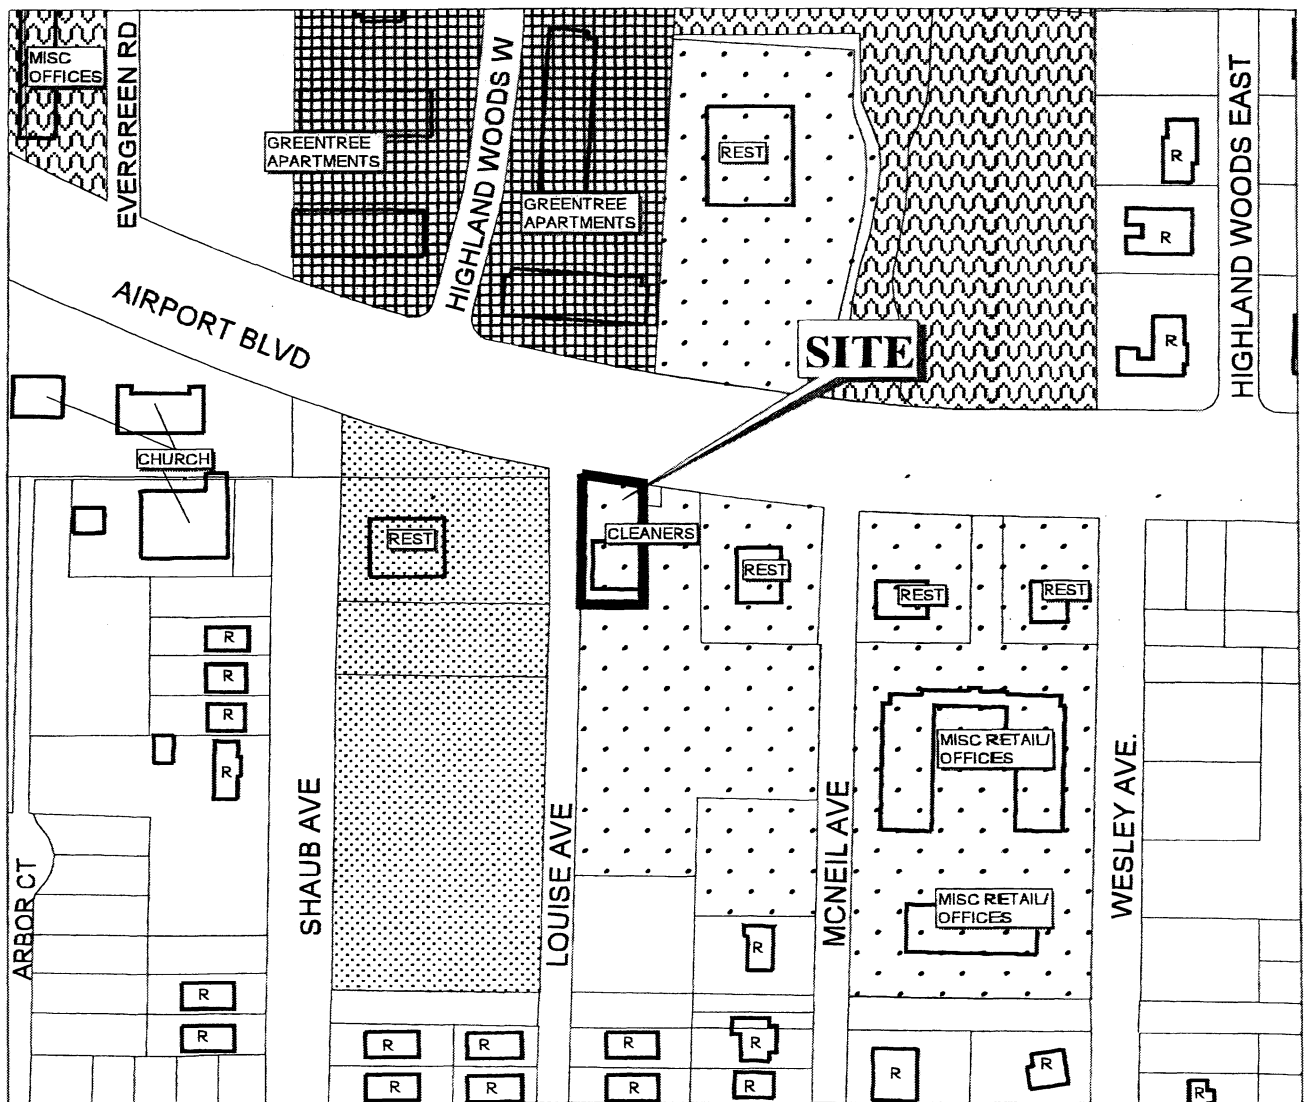 MISC
OFFICES
EVERGREEN RD
GREENTREE
APARTMENTS
HIGHLAND WOODS W
GREENTREE
APARTMENTS
REST
R
R
R
HIGHLAND WOODS EAST
AIRPORT BLVD
SITE
CHURCH
REST
CLEANERS
REST
REST
REST
R
R
R
R
MISC RETAIL/
OFFICES
MISC RETAIL/
OFFICES
ARBOR CT
SHAUB AVE
LOUISE AVE
MCNEIL AVE
WESLEY AVE.
R
R
R
R
R
R
R
R
R
R
R
R
R
R